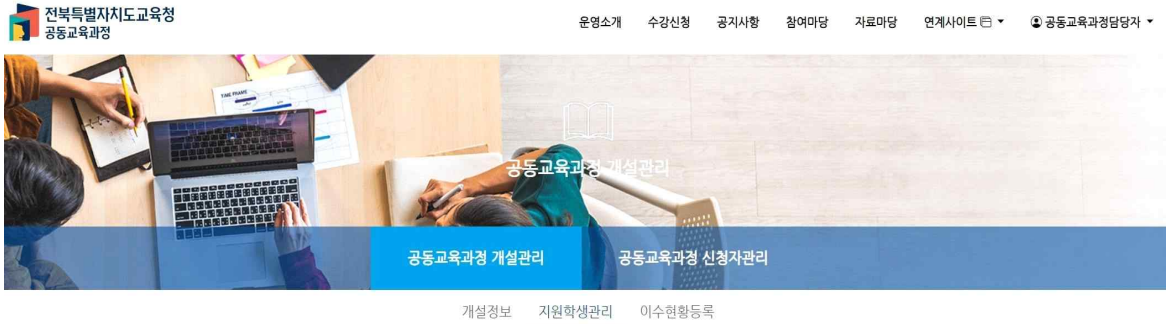 전북특별자치도교육청
공동교육과정
운영소개 수강신청 공지사항 참여마당 자료마당 연계사이트 공동교육과정담당자
TIME FRAME
공동교육과정 개설관리
공동교육과정 개설관리 공동교육과정 신청자관리
개설정보 지원학생관리 이수현황등록